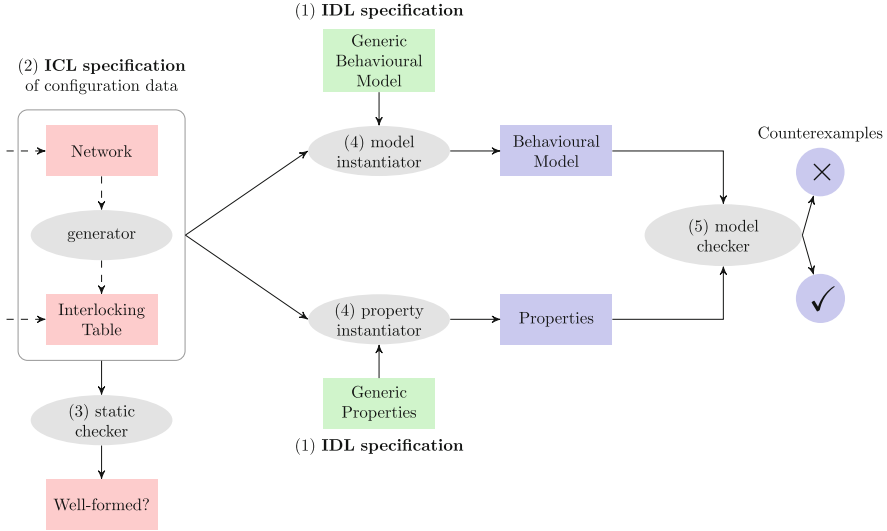 (1) IDL specification
Generic
Behavioural
Model
(2) ICL specification
of configuration data
Network
generator
Interlocking
Table
(3) static
checker
Well-formed?
(4) model
instantiator
Behavioural
Model
(4) property
instantiator
Properties
Generic
Properties
(1) IDL specification
(5) model
checker
Counterexamples